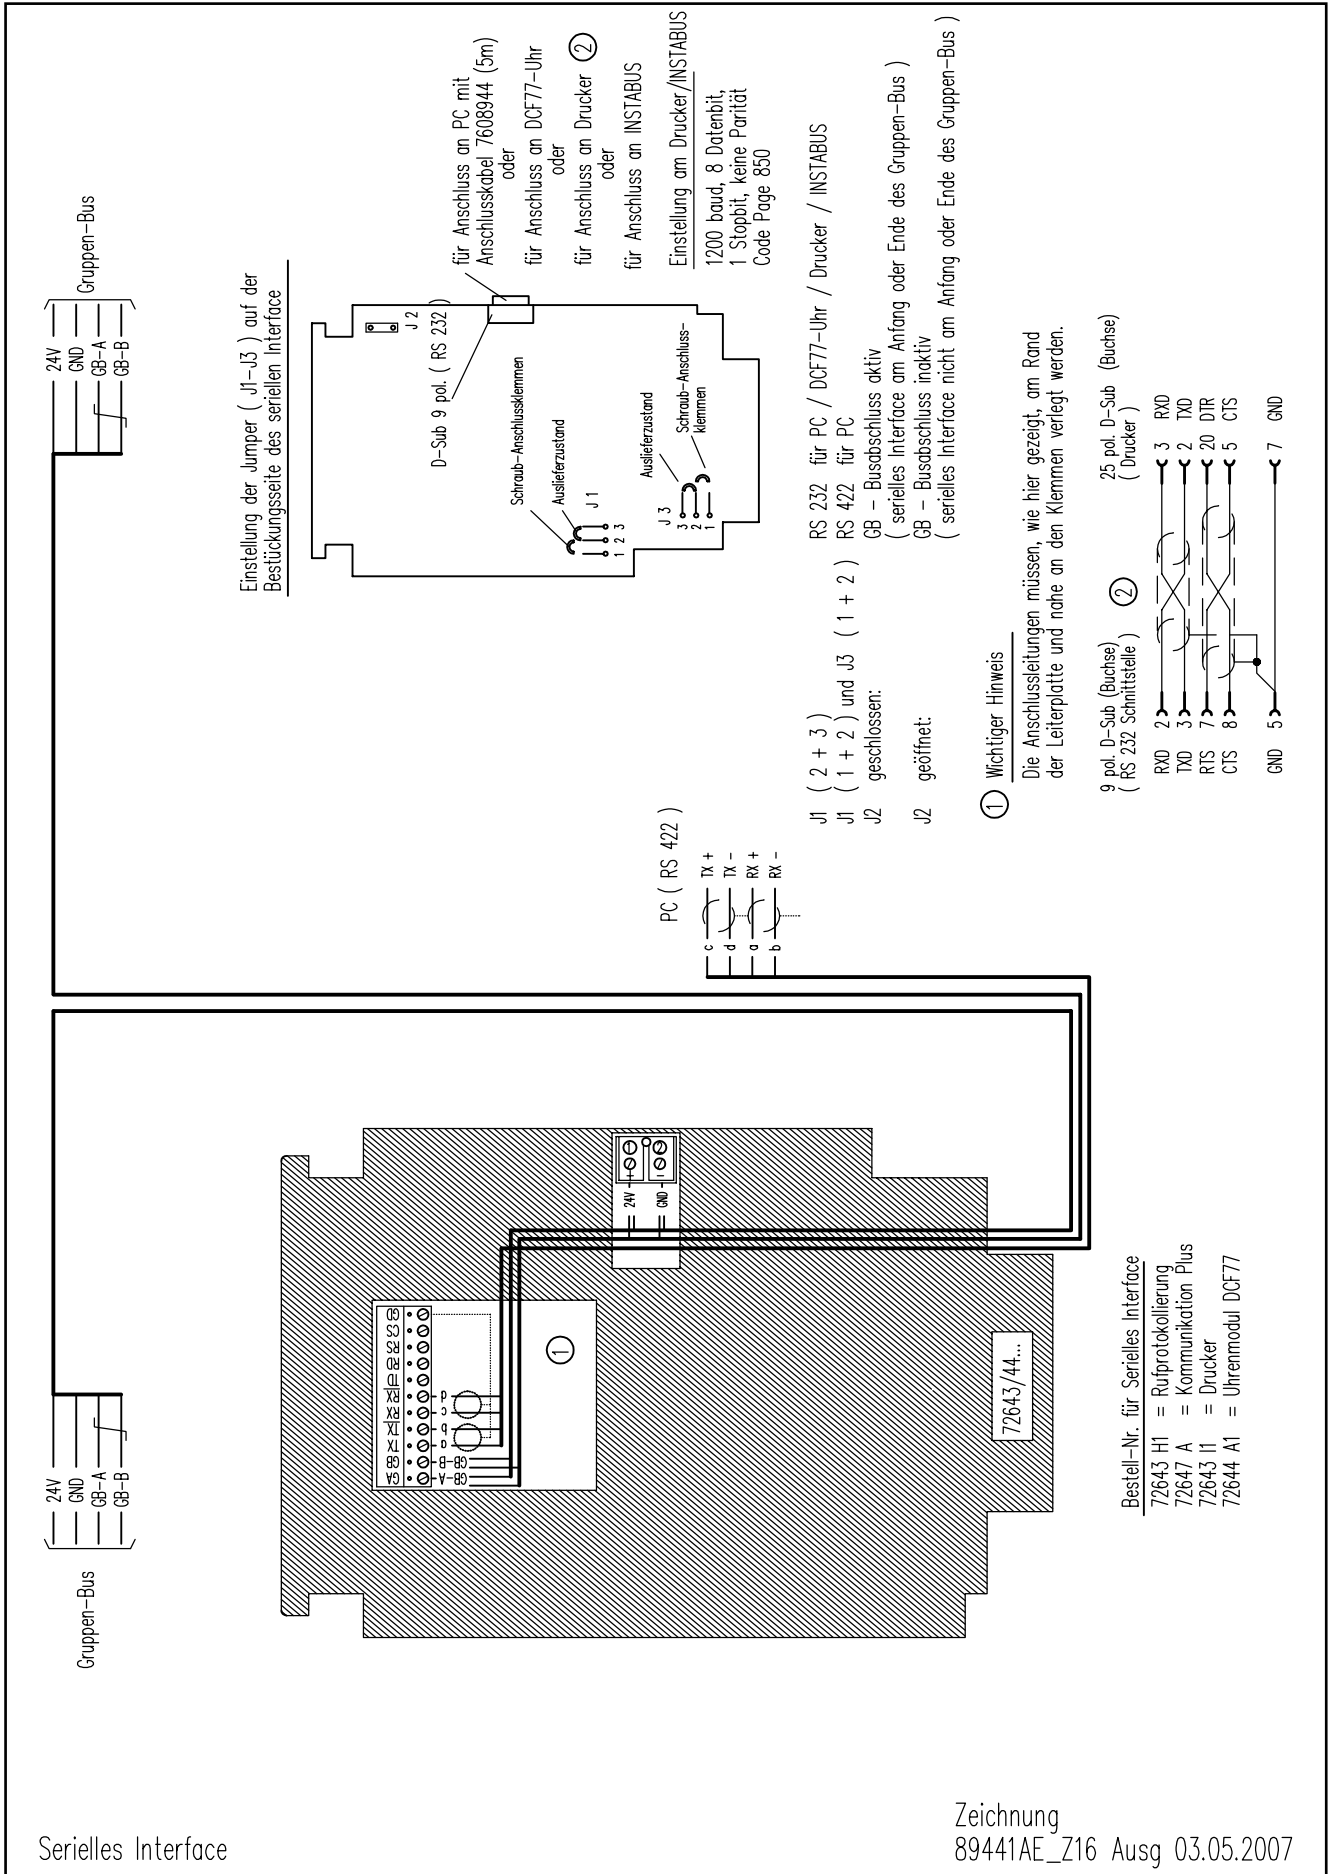 Gruppen-Bus
24V
GND
GB-A
GB-B
24V
GND
GB-A
GB-B
Gruppen-Bus
Einstellung der Jumper ( J1-J3 ) auf der
Bestückungsseite des seriellen Interface
J 2
D-Sub 9 pol. ( RS 232 )
Schraub-Anschlussklemmen
Auslieferzustand
J 1
1 2 3
Auslieferzustand
Schraub-Anschluss-
klemmen
J 3
3
2
1
für Anschluss an PC mit
Anschlusskabel 7608944 (5m)
oder
für Anschluss an DCF77-Uhr
oder
für Anschluss an Drucker 2
oder
für Anschluss an INSTABUS
Einstellung am Drucker/INSTABUS
1200 baud, 8 Datenbit,
1 Stopbit, keine Parität
Code Page 850
GA GB TX TX RX RX TD RD RS CS GD
GB-A GB-B a b c d
1
24V
GND
+ 1
- 2
72643/44...
PC ( RS 422 )
c TX +
d TX -
a RX +
b RX -
J1 ( 2 + 3 ) RS 232 für PC / DCF77-Uhr / Drucker / INSTABUS
J1 ( 1 + 2 ) und J3 ( 1 + 2 ) RS 422 für PC
J2 geschlossen: GB - Busabschluss aktiv
( serielles Interface am Anfang oder Ende des Gruppen-Bus )
J2 geöffnet: GB - Busabschluss inaktiv
( serielles Interface nicht am Anfang oder Ende des Gruppen-Bus )
1 Wichtiger Hinweis
Die Anschlussleitungen müssen, wie hier gezeigt, am Rand
der Leiterplatte und nahe an den Klemmen verlegt werden.
9 pol. D-Sub (Buchse)
( RS 232 Schnittstelle )
2
25 pol. D-Sub (Buchse)
( Drucker )
RXD 2 3 RXD
TXD 3 2 TXD
RTS 7 20 DTR
CTS 8 5 CTS
GND 5 7 GND
Bestell-Nr. für Serielles Interface
72643 H1 = Rufprotokollierung
72647 A = Kommunikation Plus
72643 I1 = Drucker
72644 A1 = Uhrenmodul DCF77
Serielles Interface
Zeichnung
89441AE_Z16 Ausg 03.05.2007